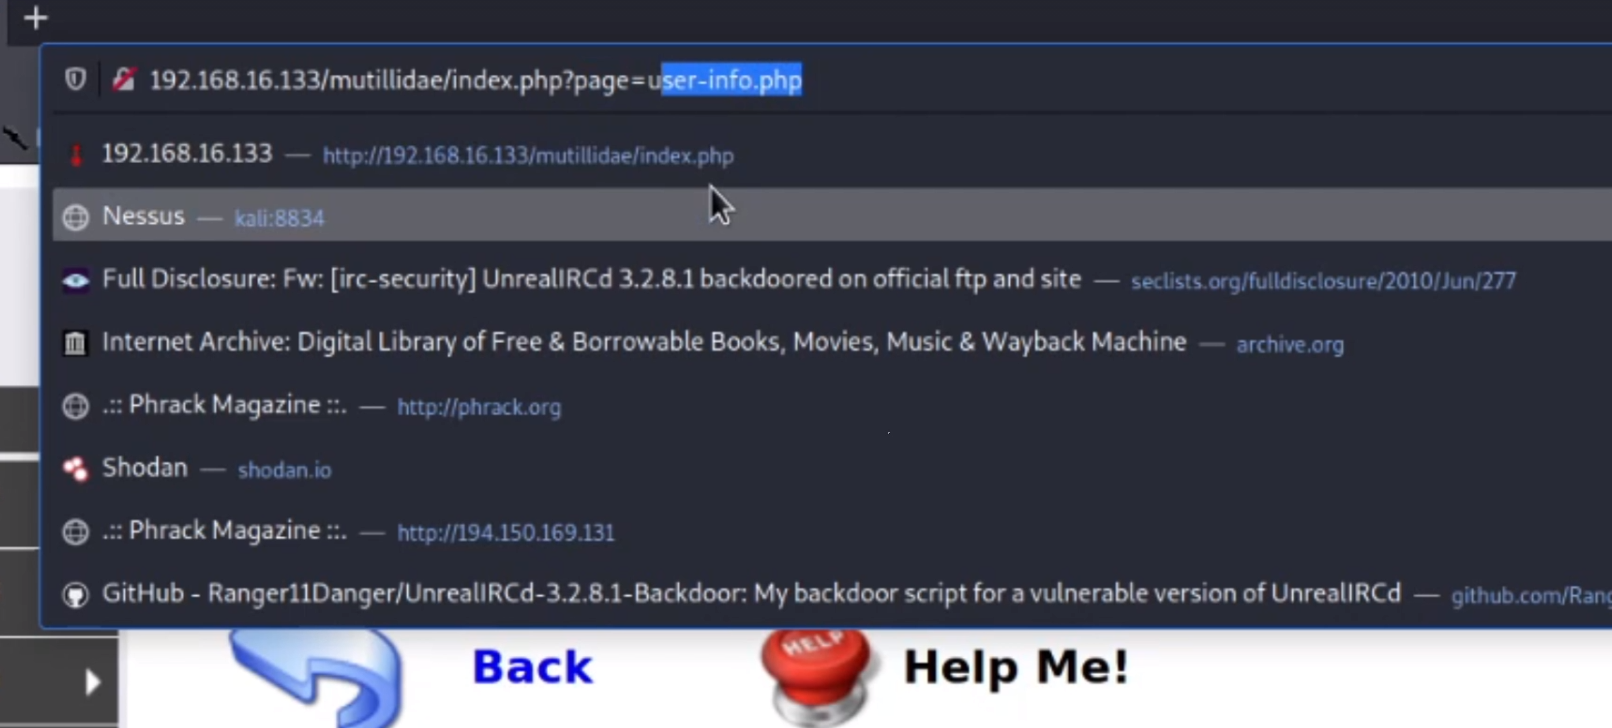 +
192.168.16.133/mutillidae/index.php?page=user-info.php
192.168.16.133 — http://192.168.16.133/mutillidae/index.php
Nessus — kali:8834
Full Disclosure: Fw: [irc-security] UnrealIRCd 3.2.8.1 backdoored on official ftp and site — seclists.org/fulldisclosure/2010/Jun/277
Internet Archive: Digital Library of Free & Borrowable Books, Movies, Music & Wayback Machine — archive.org
.:: Phrack Magazine ::. — http://phrack.org
Shodan — shodan.io
.:: Phrack Magazine ::. — http://194.150.169.131
GitHub - Ranger11Danger/UnrealIRCd-3.2.8.1-Backdoor: My backdoor script for a vulnerable version of UnrealIRCd — github.com/Rang
Back HELP Help Me!